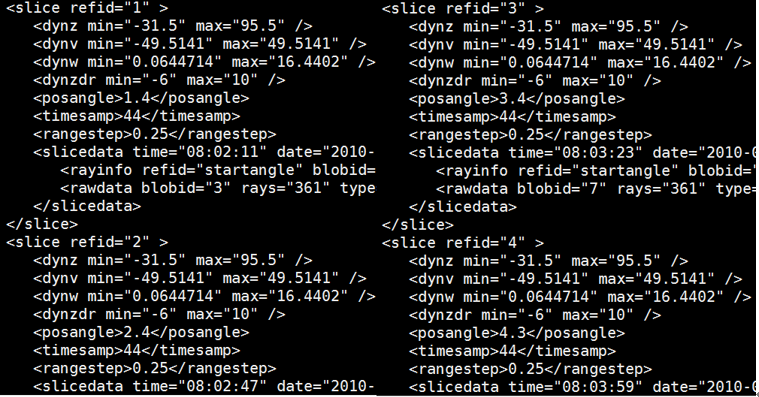 <slice refid="1" >
<dynz min="-31.5" max="95.5" />
<dynv min="-49.5141" max="49.5141" />
<dynw min="0.0644714" max="16.4402" />
<dynzdr min="-6" max="10" />
<posangle>1.4</posangle>
<timesamp>44</timesamp>
<rangestep>0.25</rangestep>
<slicedata time="08:02:11" date="2010-
<rayinfo refid="startangle" blobid=
<rawdata blobid="3" rays="361" type
</slicedata>
</slice>
<slice refid="2" >
<dynz min="-31.5" max="95.5" />
<dynv min="-49.5141" max="49.5141" />
<dynw min="0.0644714" max="16.4402" />
<dynzdr min="-6" max="10" />
<posangle>2.4</posangle>
<timesamp>44</timesamp>
<rangestep>0.25</rangestep>
<slicedata time="08:02:47" date="2010-
<slice refid="3" >
<dynz min="-31.5" max="95.5" />
<dynv min="-49.5141" max="49.5141" />
<dynw min="0.0644714" max="16.4402" />
<dynzdr min="-6" max="10" />
<posangle>3.4</posangle>
<timesamp>44</timesamp>
<rangestep>0.25</rangestep>
<slicedata time="08:03:23" date="2010-0
<rayinfo refid="startangle" blobid="
<rawdata blobid="7" rays="361" type=
</slicedata>
</slice>
<slice refid="4" >
<dynz min="-31.5" max="95.5" />
<dynv min="-49.5141" max="49.5141" />
<dynw min="0.0644714" max="16.4402" />
<dynzdr min="-6" max="10" />
<posangle>4.3</posangle>
<timesamp>44</timesamp>
<rangestep>0.25</rangestep>
<slicedata time="08:03:59" date="2010-0